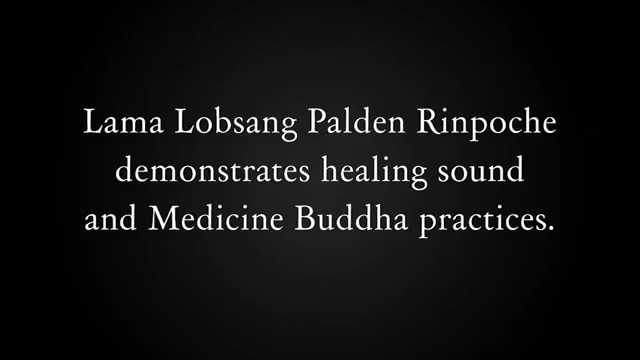 Lama Lobsang Palden Rinpoche
demonstrates healing sound
and Medicine Buddha practices.